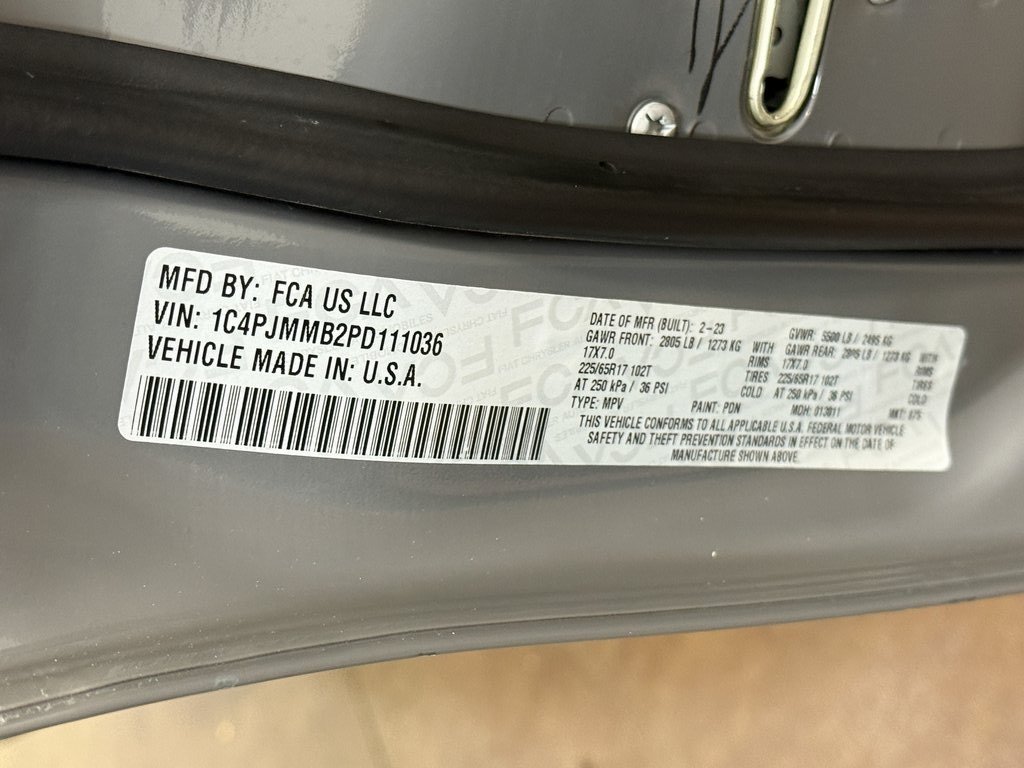 MFD BY: FCA US LLC
VIN: 1C4PJMMB2PD111036
VEHICLE MADE IN: U.S.A.
DATE OF MFR (BUILT): 2-23 GVWR: 5500 LB / 2495 KG
GAWR FRONT: 2805 LB / 1273 KG WITH GAWR REAR: 2805 LB / 1273 KG WITH
17X7.0 RIMS 17X7.0 RIMS
225/65R17 102T TIRES 225/65R17 102T TIRES
AT 250 kPa / 36 PSI COLD AT 250 kPa / 36 PSI COLD
TYPE: MPV PAINT: PDN MDH: 013011 MKT:
THIS VEHICLE CONFORMS TO ALL APPLICABLE U.S.A. FEDERAL MOTOR VEHICLE
SAFETY AND THEFT PREVENTION STANDARDS IN EFFECT ON THE DATE OF
MANUFACTURE SHOWN ABOVE.